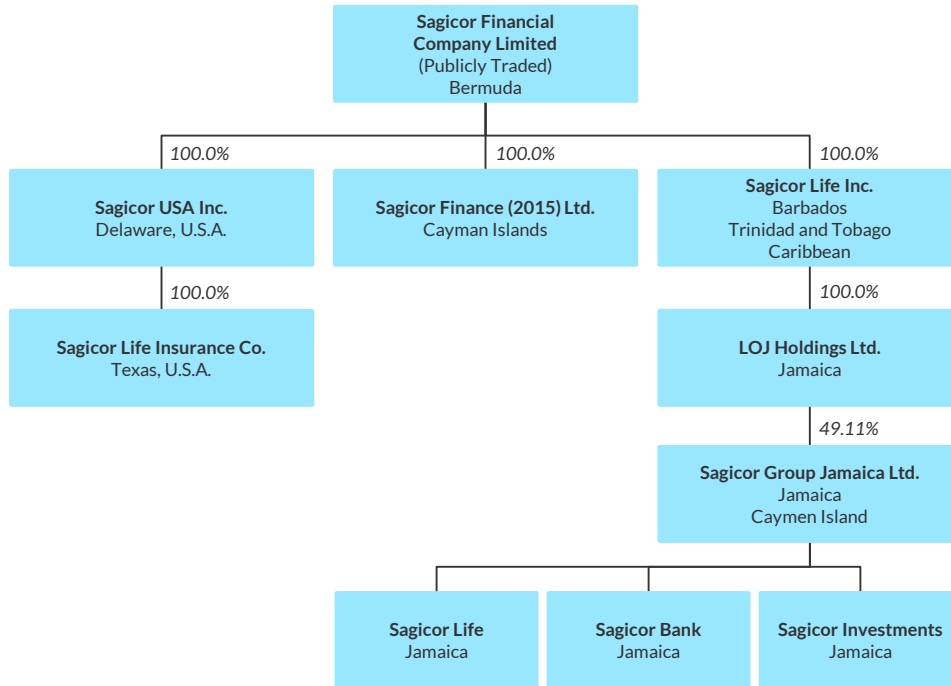 Sagicor Financial
Company Limited
(Publicly Traded)
Bermuda
100.0%
100.0%
100.0%
Sagicor USA Inc.
Delaware, U.S.A.
Sagicor Finance (2015) Ltd.
Cayman Islands
Sagicor Life Inc.
Barbados
Trinidad and Tobago
Caribbean
100.0%
100.0%
Sagicor Life Insurance Co.
Texas, U.S.A.
LOJ Holdings Ltd.
Jamaica
49.11%
Sagicor Group Jamaica Ltd.
Jamaica
Caymen Island
Sagicor Life
Jamaica
Sagicor Bank
Jamaica
Sagicor Investments
Jamaica